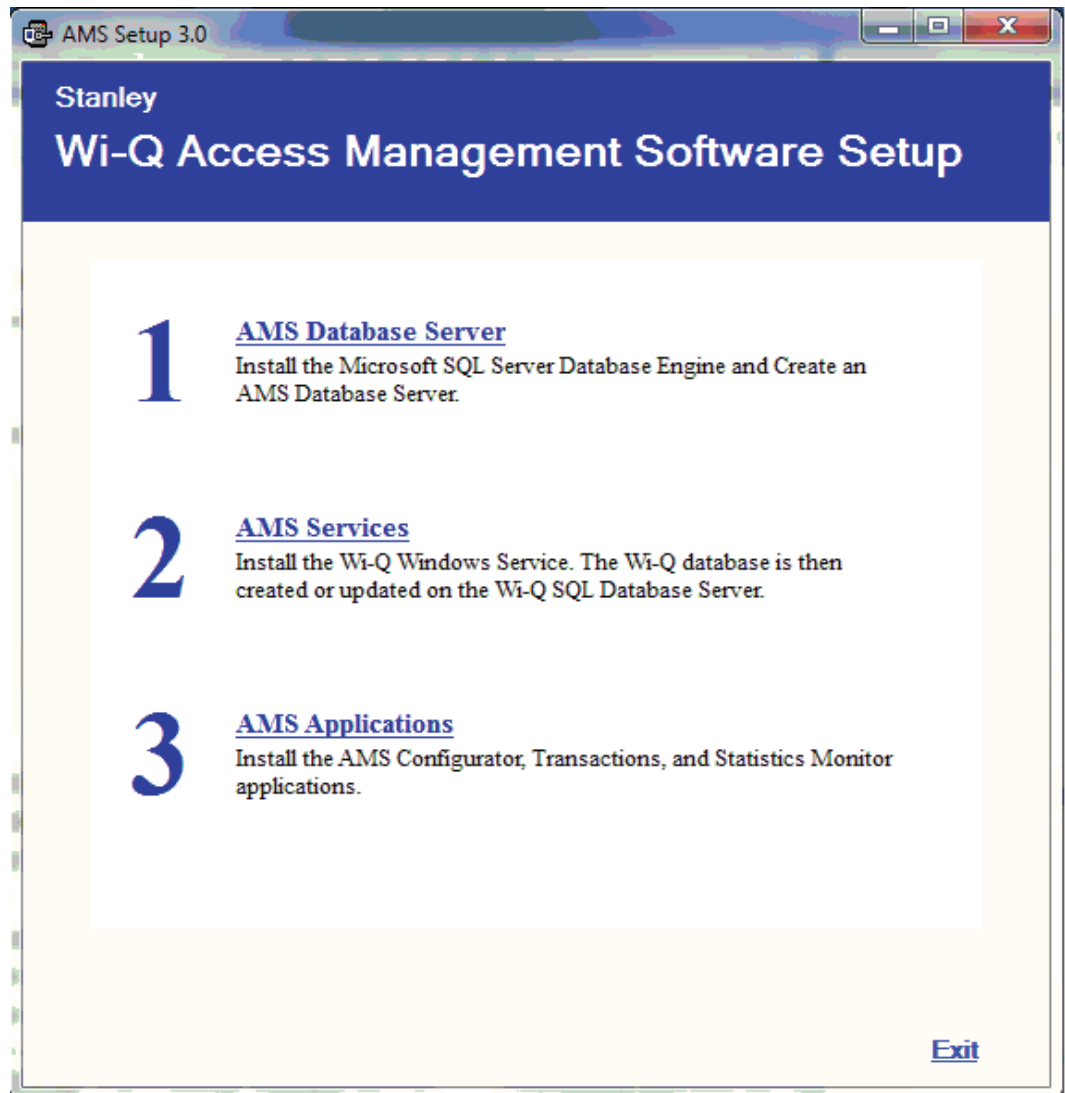 AMS Setup 3.0
Stanley
Wi-Q Access Management Software Setup
1
AMS Database Server
Install the Microsoft SQL Server Database Engine and Create an
AMS Database Server.
2
AMS Services
Install the Wi-Q Windows Service. The Wi-Q database is then
created or updated on the Wi-Q SQL Database Server.
3
AMS Applications
Install the AMS Configurator, Transactions, and Statistics Monitor
applications.
Exit